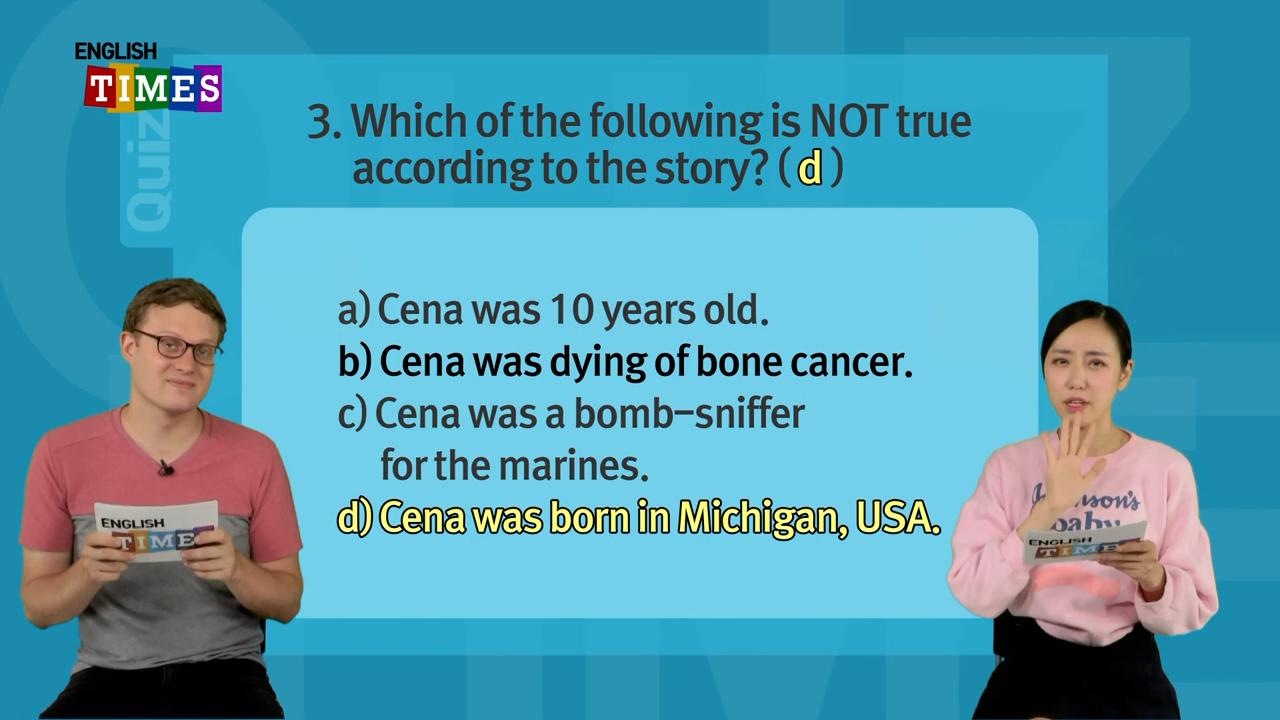 ENGLISH
TIMES
Quiz
3. Which of the following is NOT true
according to the story? ( d )
a) Cena was 10 years old.
b) Cena was dying of bone cancer.
c) Cena was a bomb-sniffer
for the marines.
d) Cena was born in Michigan, USA.
ENGLISH
TIMES
baby
ENGLISH
TIMES